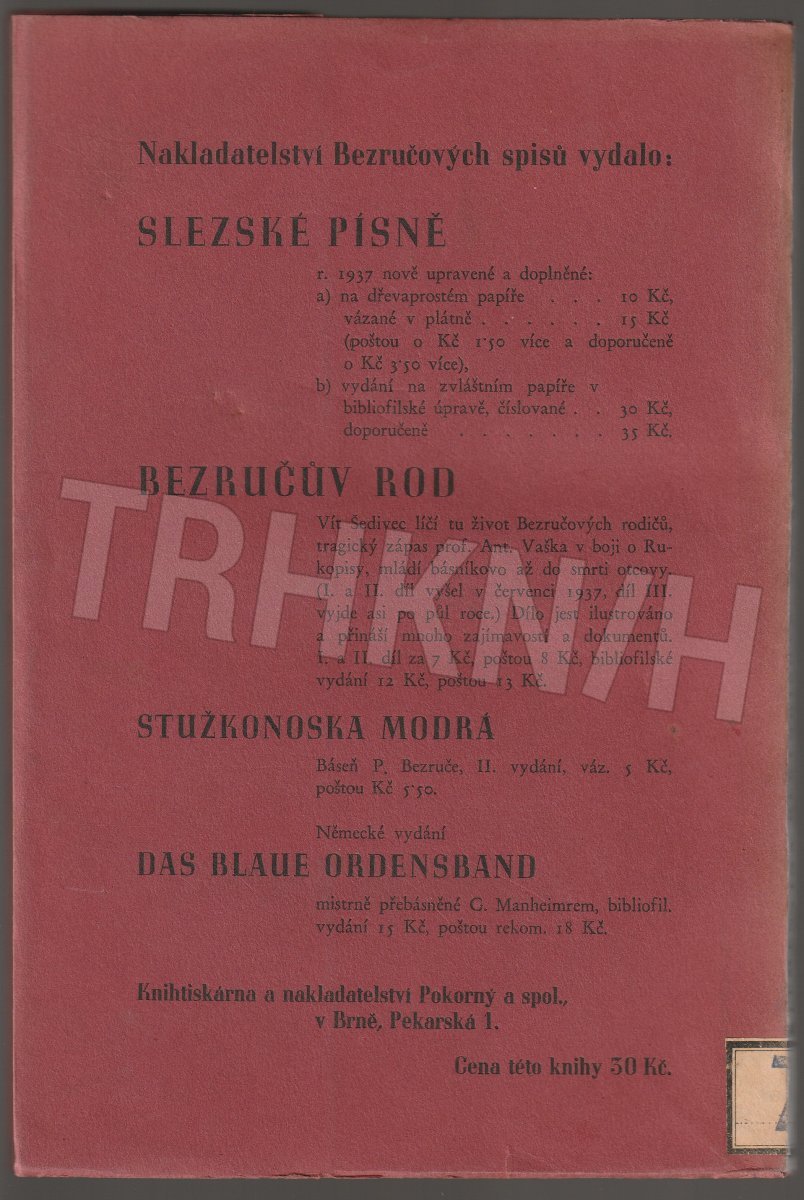 Nakladatelství Bezručových spisů vydalo:
SLEZSKÉ PÍSNĚ
r. 1937 nově upravené a doplněné:
a) na dřevaprostém papíře . . . 10 Kč,
vázané v plátně . . . . . . 15 Kč
(poštou o Kč 1·50 více a doporučeně
o Kč 3·50 více),
b) vydání na zvláštním papíře v
bibliofilské úpravě, číslované . . 30 Kč,
doporučeně . . . . . . . 35 Kč.
BEZRUČŮV ROD
Vít Šedivec líčí tu život Bezručových rodičů,
tragický zápas prof. Ant. Vaška v boji o Ru-
kopisy, mládí básníkovo až do smrti otcovy.
(I. a II. díl vyšel v červenci 1937, díl III.
vyjde asi po půl roce.) Dílo jest ilustrováno
a přináší mnoho zajímavostí a dokumentů.
I. a II. díl za 7 Kč, poštou 8 Kč, bibliofilské
vydání 12 Kč, poštou 13 Kč.
TRHKNIH
STUŽKONOSKA MODRÁ
Báseň P. Bezruče, II. vydání, váz. 5 Kč,
poštou Kč 5·50.
Německé vydání
DAS BLAUE ORDENSBAND
mistrně přebásněné G. Manheimrem, bibliofil.
vydání 15 Kč, poštou rekom. 18 Kč.
Knihtiskárna a nakladatelství Pokorný a spol.,
v Brně, Pekarská 1.
Cena této knihy 30 Kč.